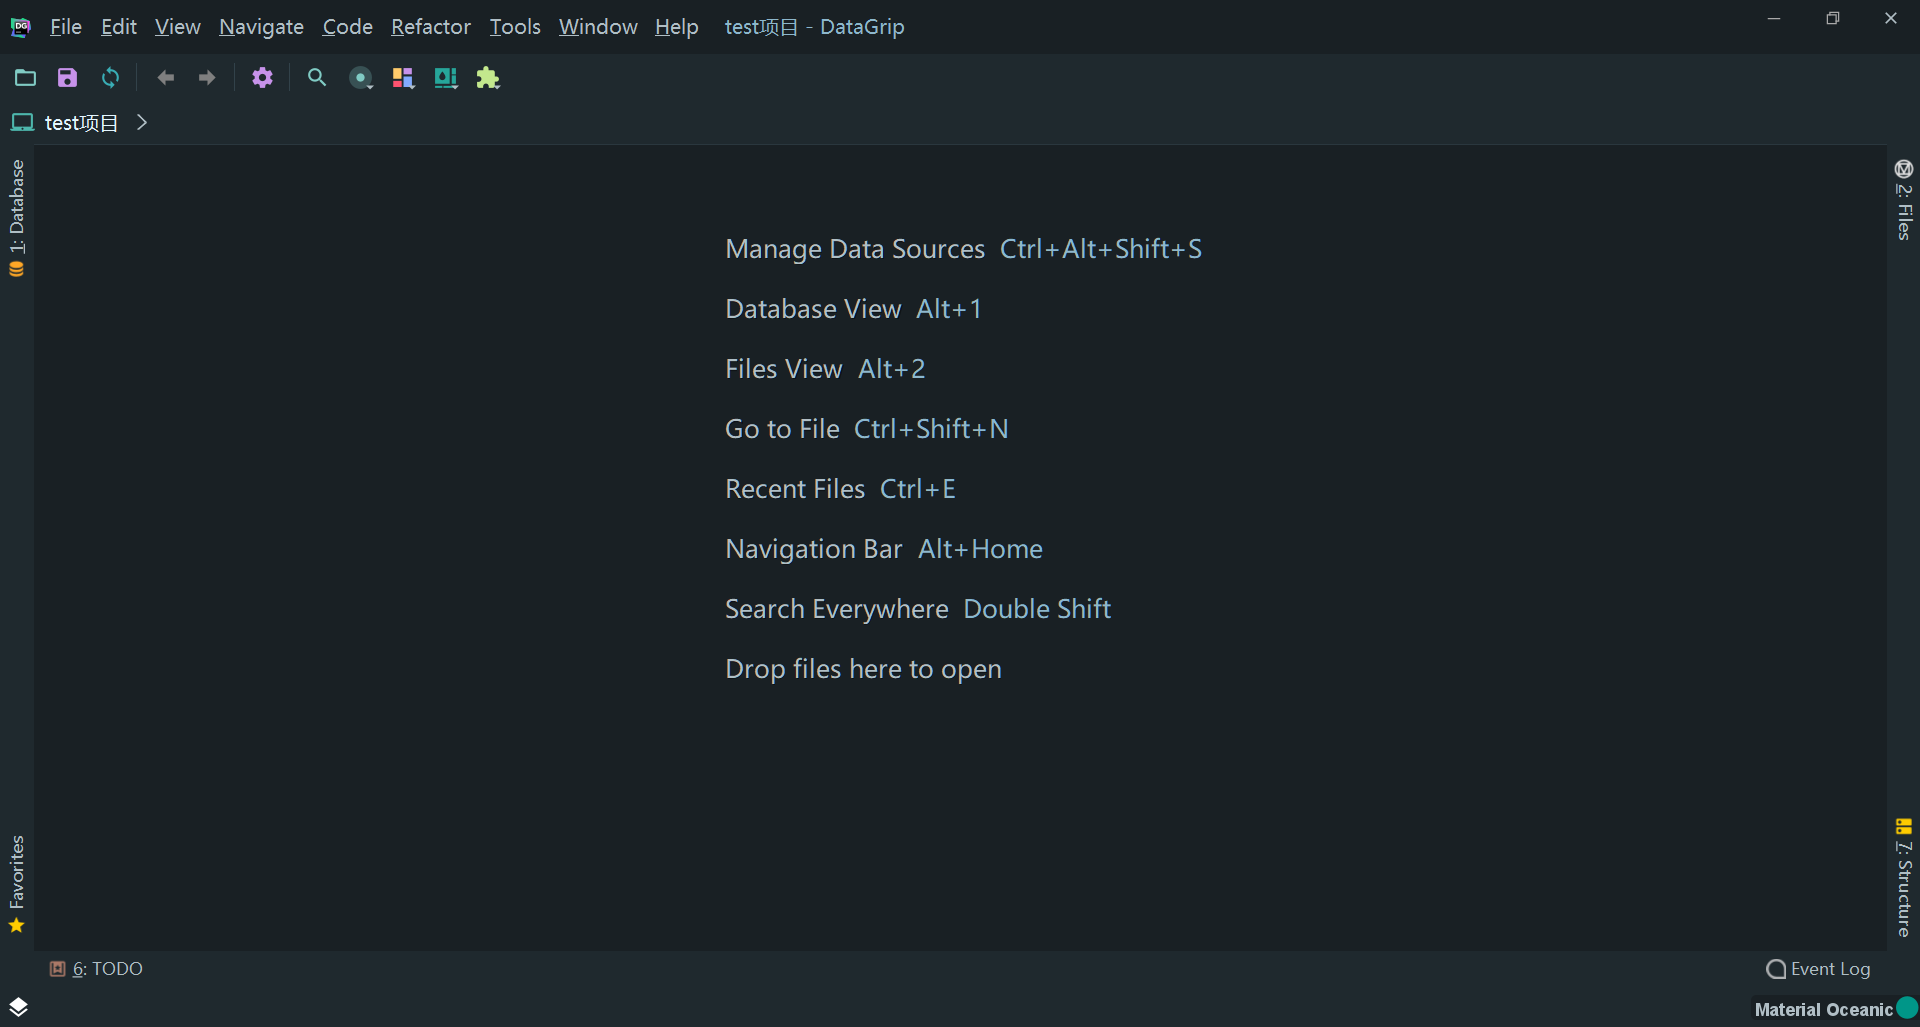 File Edit View Navigate Code Refactor Tools Window Help test项目 - DataGrip
test项目
1: Database
2: Files
Manage Data Sources Ctrl+Alt+Shift+S
Database View Alt+1
Files View Alt+2
Go to File Ctrl+Shift+N
Recent Files Ctrl+E
Navigation Bar Alt+Home
Search Everywhere Double Shift
Drop files here to open
Favorites
7: Structure
6: TODO
Event Log
Material Oceanic